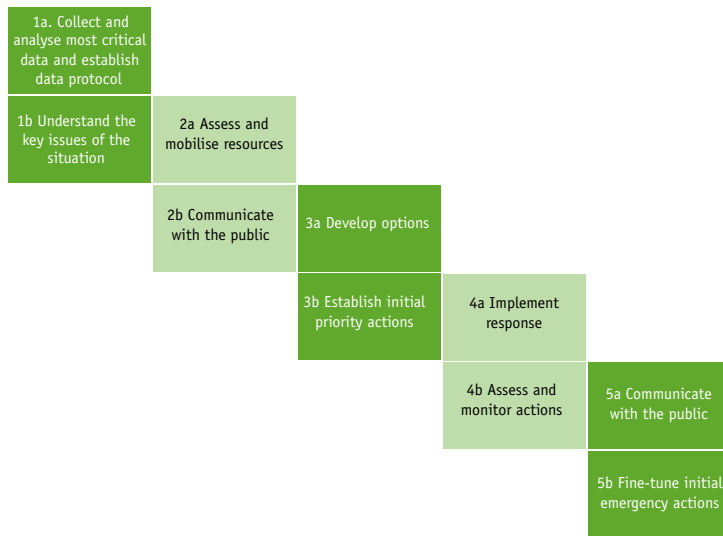 1a. Collect and
analyse most critical
data and establish
data protocol
1b Understand the
key issues of the
situation
2a Assess and
mobilise resources
2b Communicate
with the public
3a Develop options
3b Establish initial
priority actions
4a Implement
response
4b Assess and
monitor actions
5a Communicate
with the public
5b Fine-tune initial
emergency actions